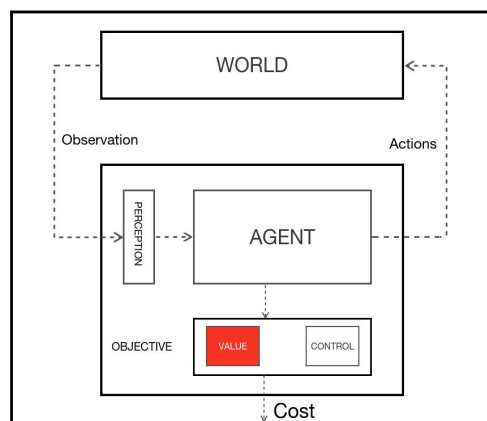 WORLD
Observation
Actions
PERCEPTION
AGENT
OBJECTIVE
VALUE
CONTROL
Cost